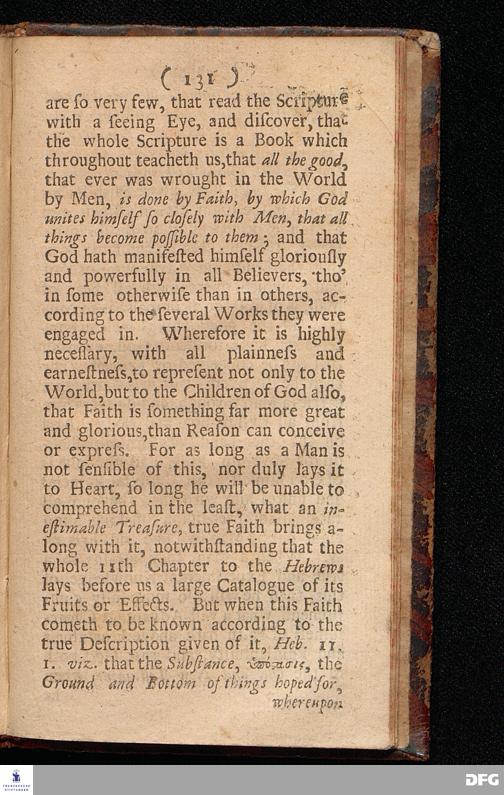 ( 131 )
are ſo very few, that read the Scripture
with a ſeeing Eye, and diſcover, that
the whole Scripture is a Book which
throughout teacheth us,that all the good,
that ever was wrought in the World
by Men, is done by Faith, by which God
unites himſelf ſo cloſely with Men, that all
things become poſſible to them; and that
God hath manifeſted himſelf gloriouſly
and powerfully in all Believers, tho'
in ſome otherwiſe than in others, ac-
cording to the ſeveral Works they were
engaged in. Wherefore it is highly
neceſſary, with all plainneſs and
earneſtneſs,to repreſent not only to the
World,but to the Children of God alſo,
that Faith is ſomething far more great
and glorious,than Reaſon can conceive
or expreſs. For as long as a Man is
not ſenſible of this, nor duly lays it
to Heart, ſo long he will be unable to
comprehend in the leaſt, what an in-
eſtimable Treaſure, true Faith brings a-
long with it, notwithſtanding that the
whole 11th Chapter to the Hebrews
lays before us a large Catalogue of its
Fruits or Effects. But when this Faith
cometh to be known according to the
true Deſcription given of it, Heb. 11.
1. viz. that the Subſtance, the
Ground and Bottom of things hoped for,
whereupon
FRANCKESCHE
STIFTUNGEN
DFG